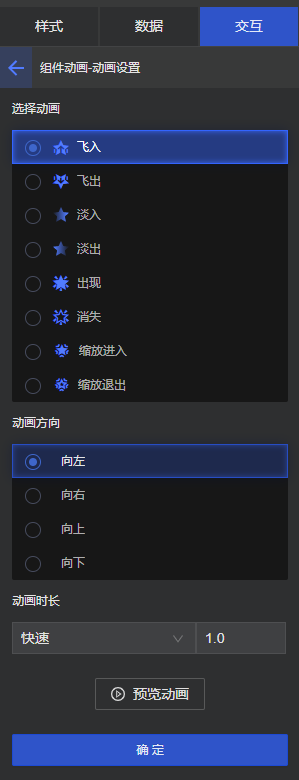 样式 数据 交互
组件动画-动画设置
选择动画
飞入
飞出
淡入
淡出
出现
消失
缩放进入
缩放退出
动画方向
向左
向右
向上
向下
动画时长
快速 1.0
预览动画
确定